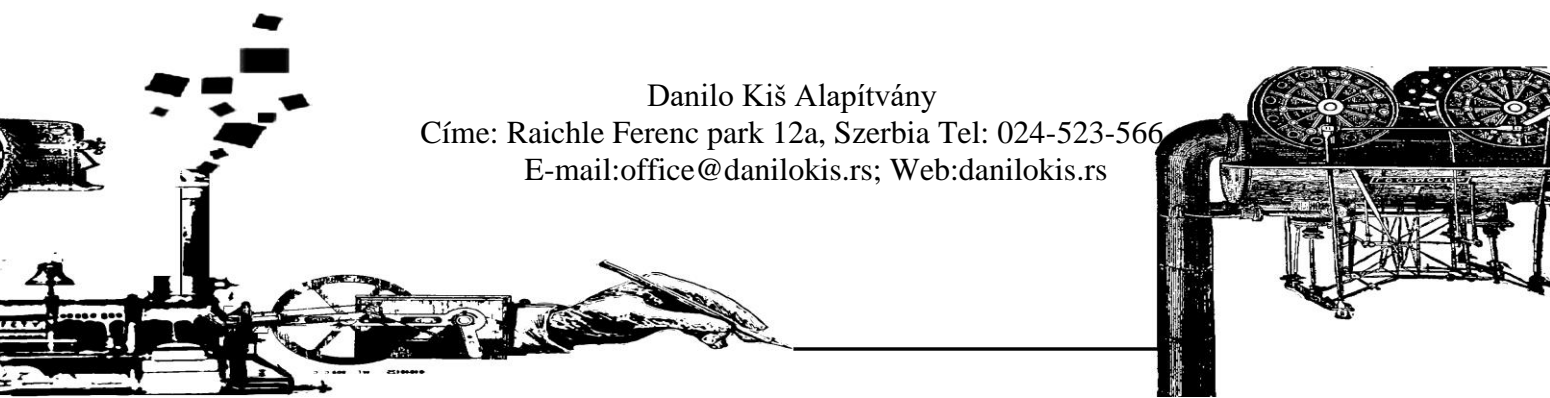 Danilo Kiš Alapítvány
Címe: Raichle Ferenc park 12a, Szerbia Tel: 024-523-566
E-mail:office@danilokis.rs; Web:danilokis.rs